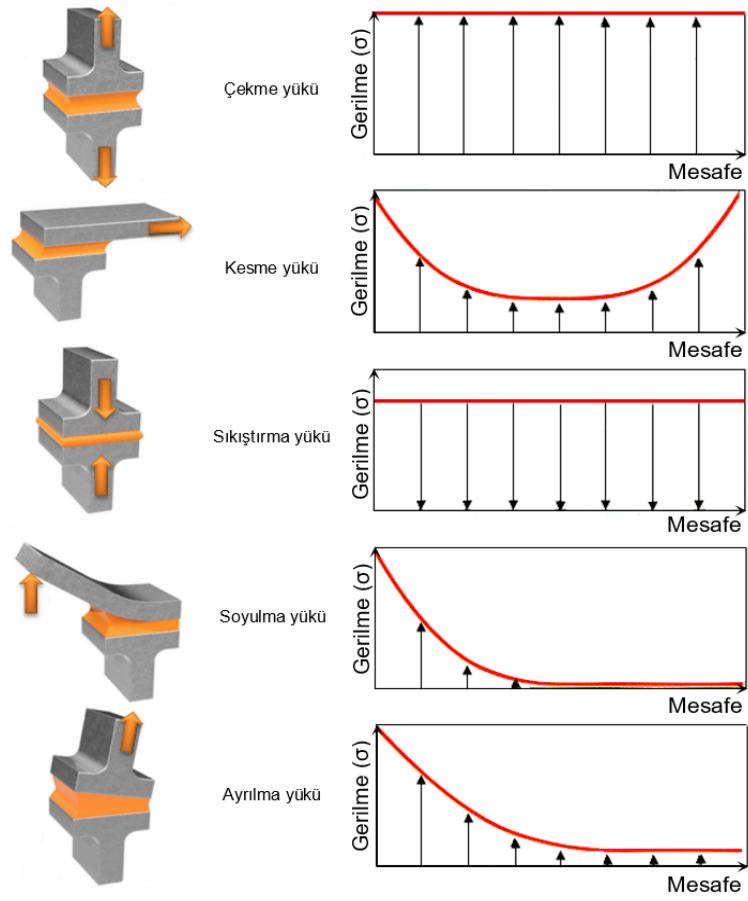 Çekme yükü
Gerilme (σ)
Mesafe
Kesme yükü
Gerilme (σ)
Mesafe
Sıkıştırma yükü
Gerilme (σ)
Mesafe
Soyulma yükü
Gerilme (σ)
Mesafe
Ayrılma yükü
Gerilme (σ)
Mesafe